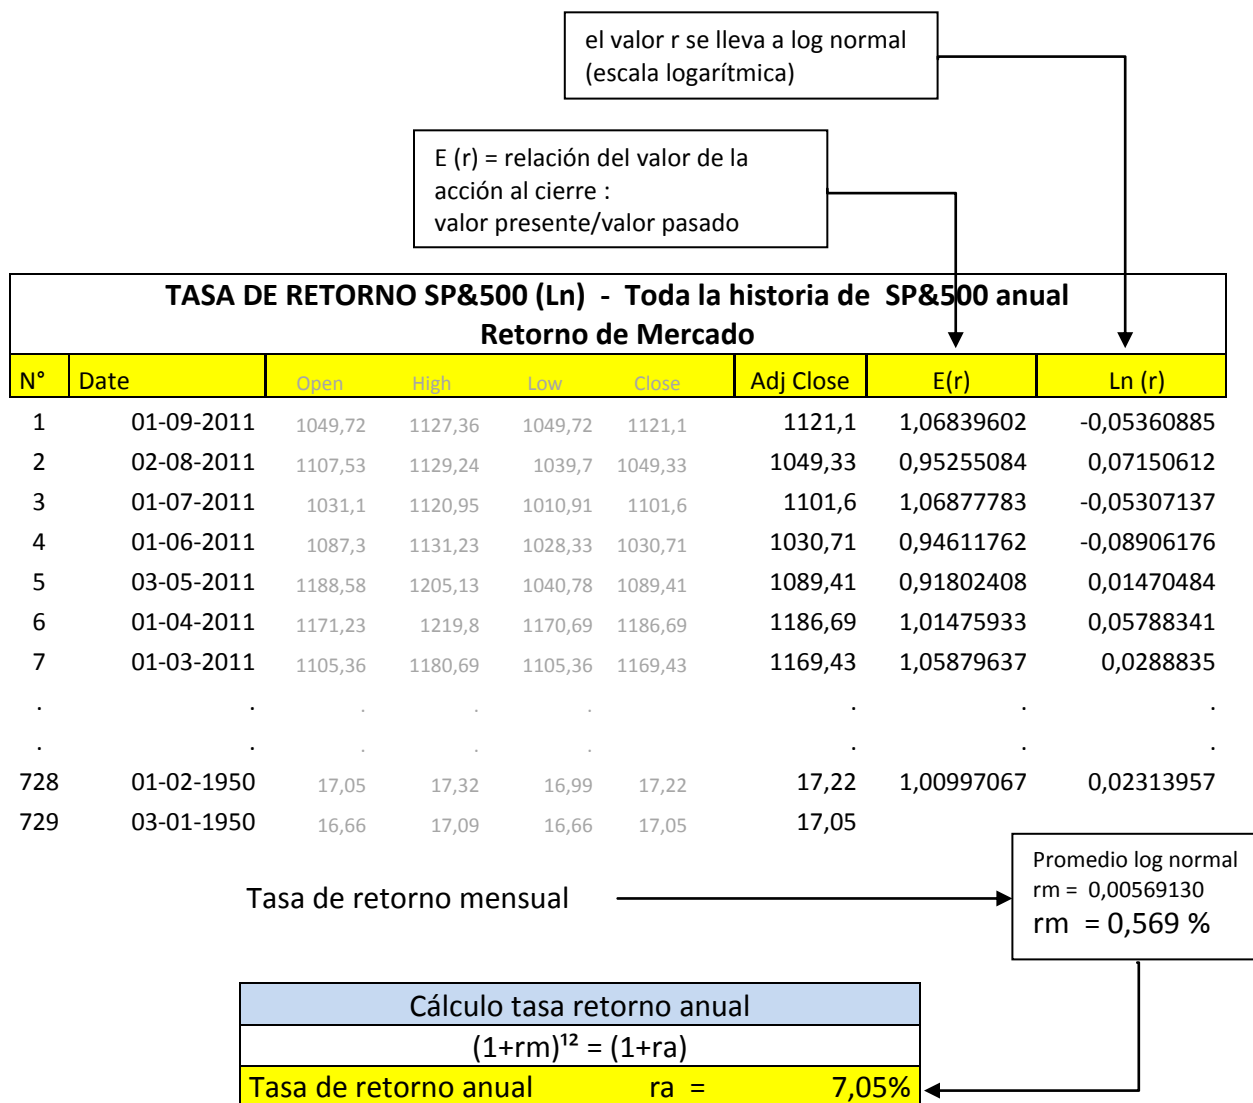 el valor r se lleva a log normal
(escala logarítmica)
E (r) = relación del valor de la
acción al cierre :
valor presente/valor pasado
TASA DE RETORNO SP&500 (Ln) - Toda la historia de SP&500 anual
Retorno de Mercado
N° Date Open High Low Close Adj Close E(r) Ln (r)
1 01-09-2011 1049,72 1127,36 1049,72 1121,1 1121,1 1,06839602 -0,05360885
2 02-08-2011 1107,53 1129,24 1039,7 1049,33 1049,33 0,95255084 0,07150612
3 01-07-2011 1031,1 1120,95 1010,91 1101,6 1101,6 1,06877783 -0,05307137
4 01-06-2011 1087,3 1131,23 1028,33 1030,71 1030,71 0,94611762 -0,08906176
5 03-05-2011 1188,58 1205,13 1040,78 1089,41 1089,41 0,91802408 0,01470484
6 01-04-2011 1171,23 1219,8 1170,69 1186,69 1186,69 1,01475933 0,05788341
7 01-03-2011 1105,36 1180,69 1105,36 1169,43 1169,43 1,05879637 0,0288835
. . . . . . . .
. . . . . . . .
728 01-02-1950 17,05 17,32 16,99 17,22 17,22 1,00997067 0,02313957
729 03-01-1950 16,66 17,09 16,66 17,05 17,05
Tasa de retorno mensual
Promedio log normal
rm = 0,00569130
rm = 0,569 %
Cálculo tasa retorno anual
(1+rm)¹² = (1+ra)
Tasa de retorno anual ra = 7,05%